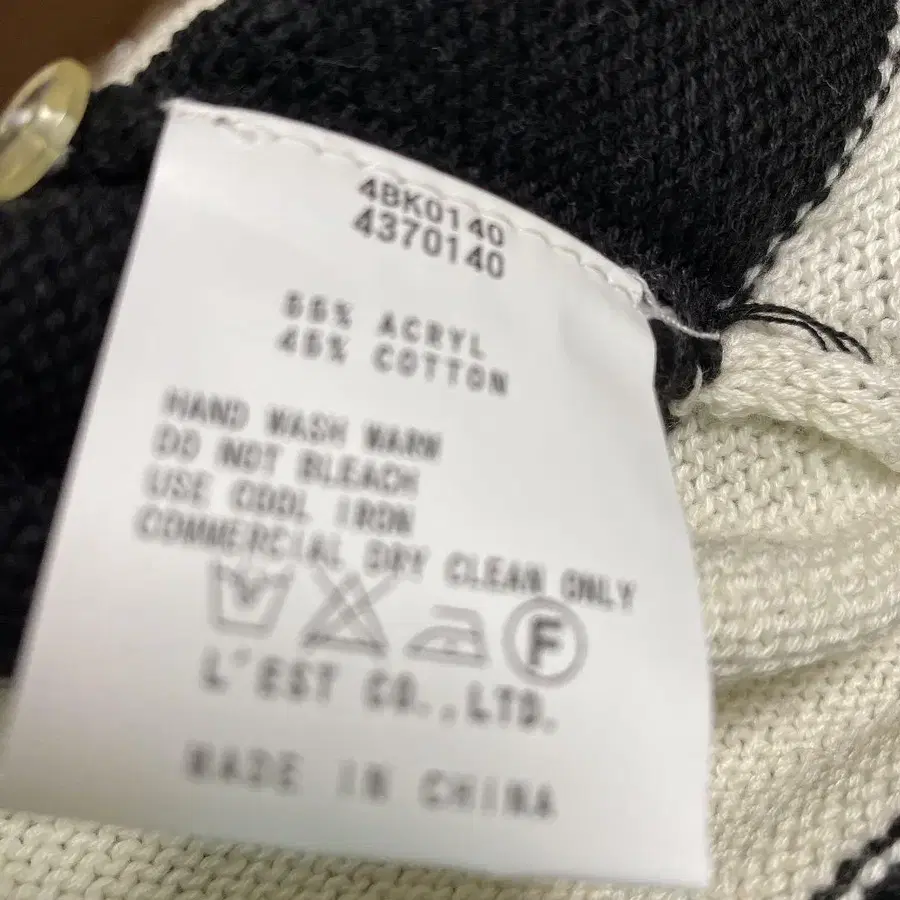 4BK0140
4370140
55% ACRYL
45% COTTON
HAND WASH WARM
DO NOT BLEACH
USE COOL IRON
COMMERCIAL DRY CLEAN ONLY
F
L'EST CO.,LTD.
MADE IN CHINA